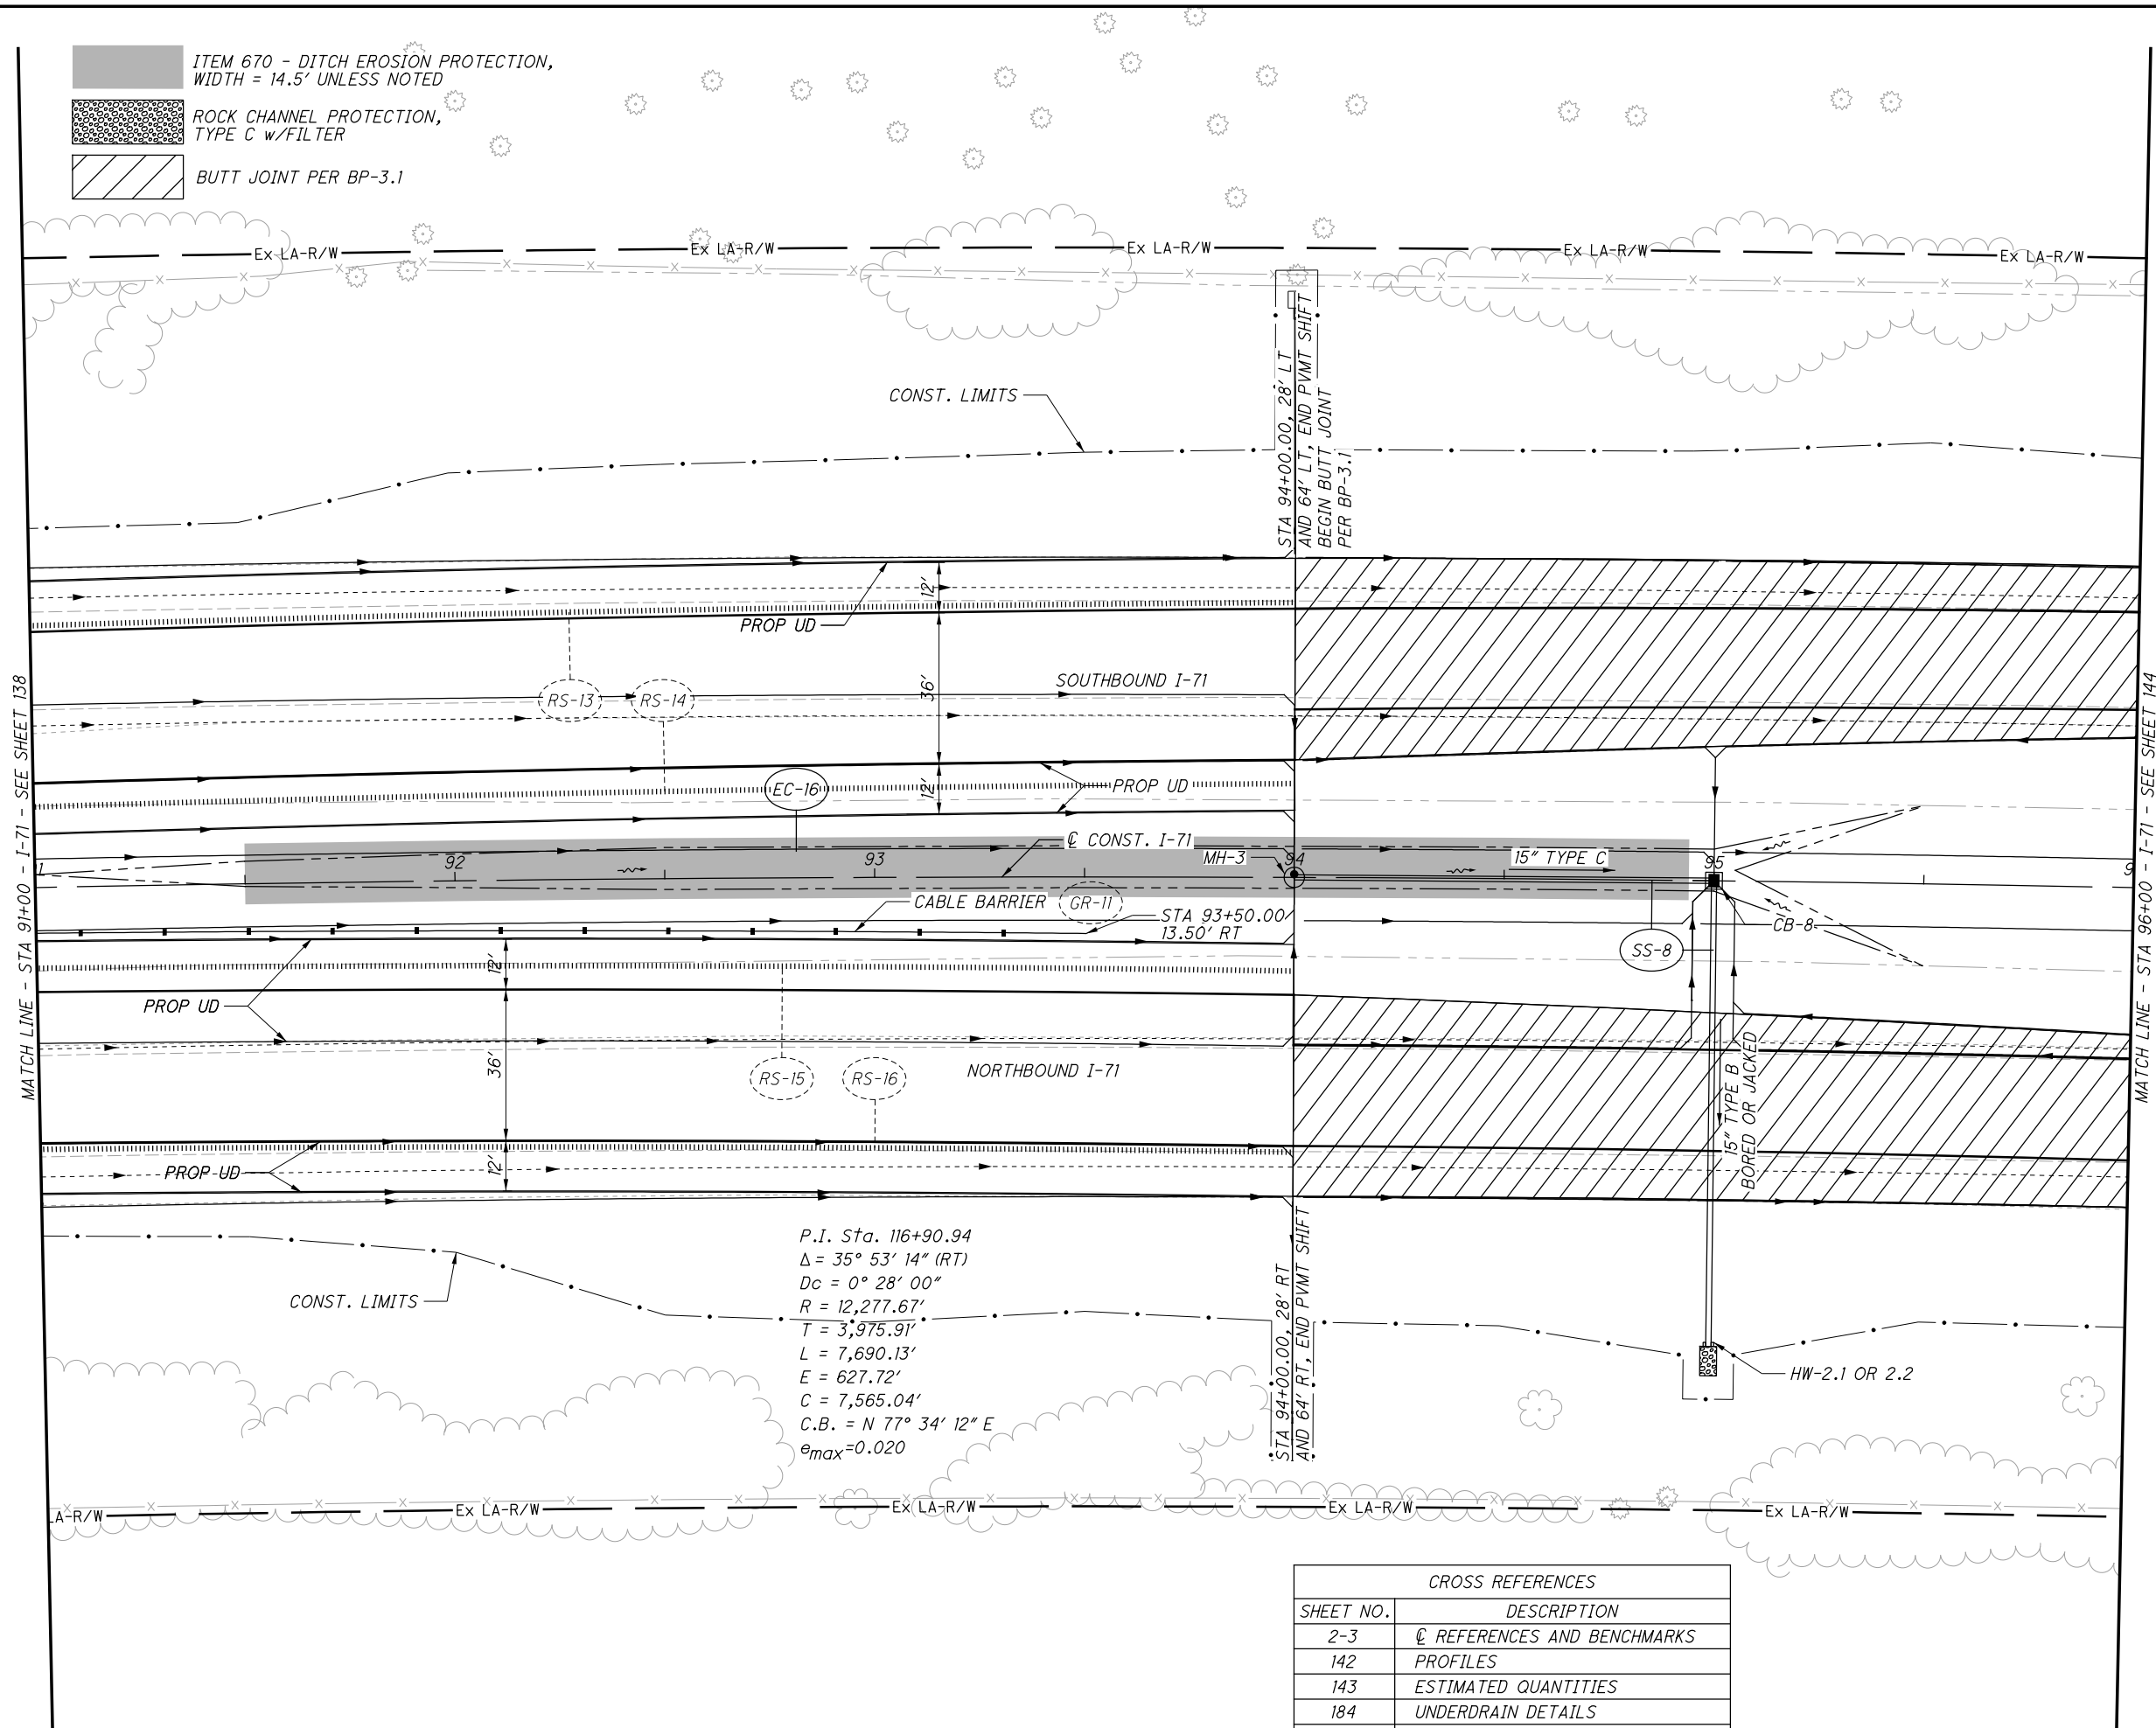 ITEM 670 - DITCH EROSION PROTECTION,
WIDTH = 14.5' UNLESS NOTED
ROCK CHANNEL PROTECTION,
TYPE C w/FILTER
BUTT JOINT PER BP-3.1
Ex LA-R/W
Ex LA-R/W
Ex LA-R/W
Ex LA-R/W
Ex LA-R/W
CONST. LIMITS
STA 94+00.00, 28' LT
AND 64' LT, END PVMT SHIFT
BEGIN BUTT JOINT
PER BP-3.1
12'
PROP UD
MATCH LINE - STA 91+00 - I-71 - SEE SHEET 138
MATCH LINE - STA 96+00 - I-71 - SEE SHEET 144
36'
SOUTHBOUND I-71
RS-13
RS-14
EC-16
12'
PROP UD
℄ CONST. I-71
1
92
93
MH-3
94
15" TYPE C
95
9
CABLE BARRIER
GR-11
STA 93+50.00
13.50' RT
CB-8
SS-8
12'
PROP UD
36'
RS-15
RS-16
NORTHBOUND I-71
15" TYPE B
BORED OR JACKED
PROP UD
12'
CONST. LIMITS
P.I. Sta. 116+90.94
Δ = 35° 53' 14" (RT)
Dc = 0° 28' 00"
R = 12,277.67'
T = 3,975.91'
L = 7,690.13'
E = 627.72'
C = 7,565.04'
C.B. = N 77° 34' 12" E
emax=0.020
STA 94+00.00, 28' RT
AND 64' RT, END PVMT SHIFT
HW-2.1 OR 2.2
A-R/W
Ex LA-R/W
Ex LA-R/W
Ex LA-R/W
Ex LA-R/W
CROSS REFERENCES
SHEET NO. DESCRIPTION
2-3 ℄ REFERENCES AND BENCHMARKS
142 PROFILES
143 ESTIMATED QUANTITIES
184 UNDERDRAIN DETAILS